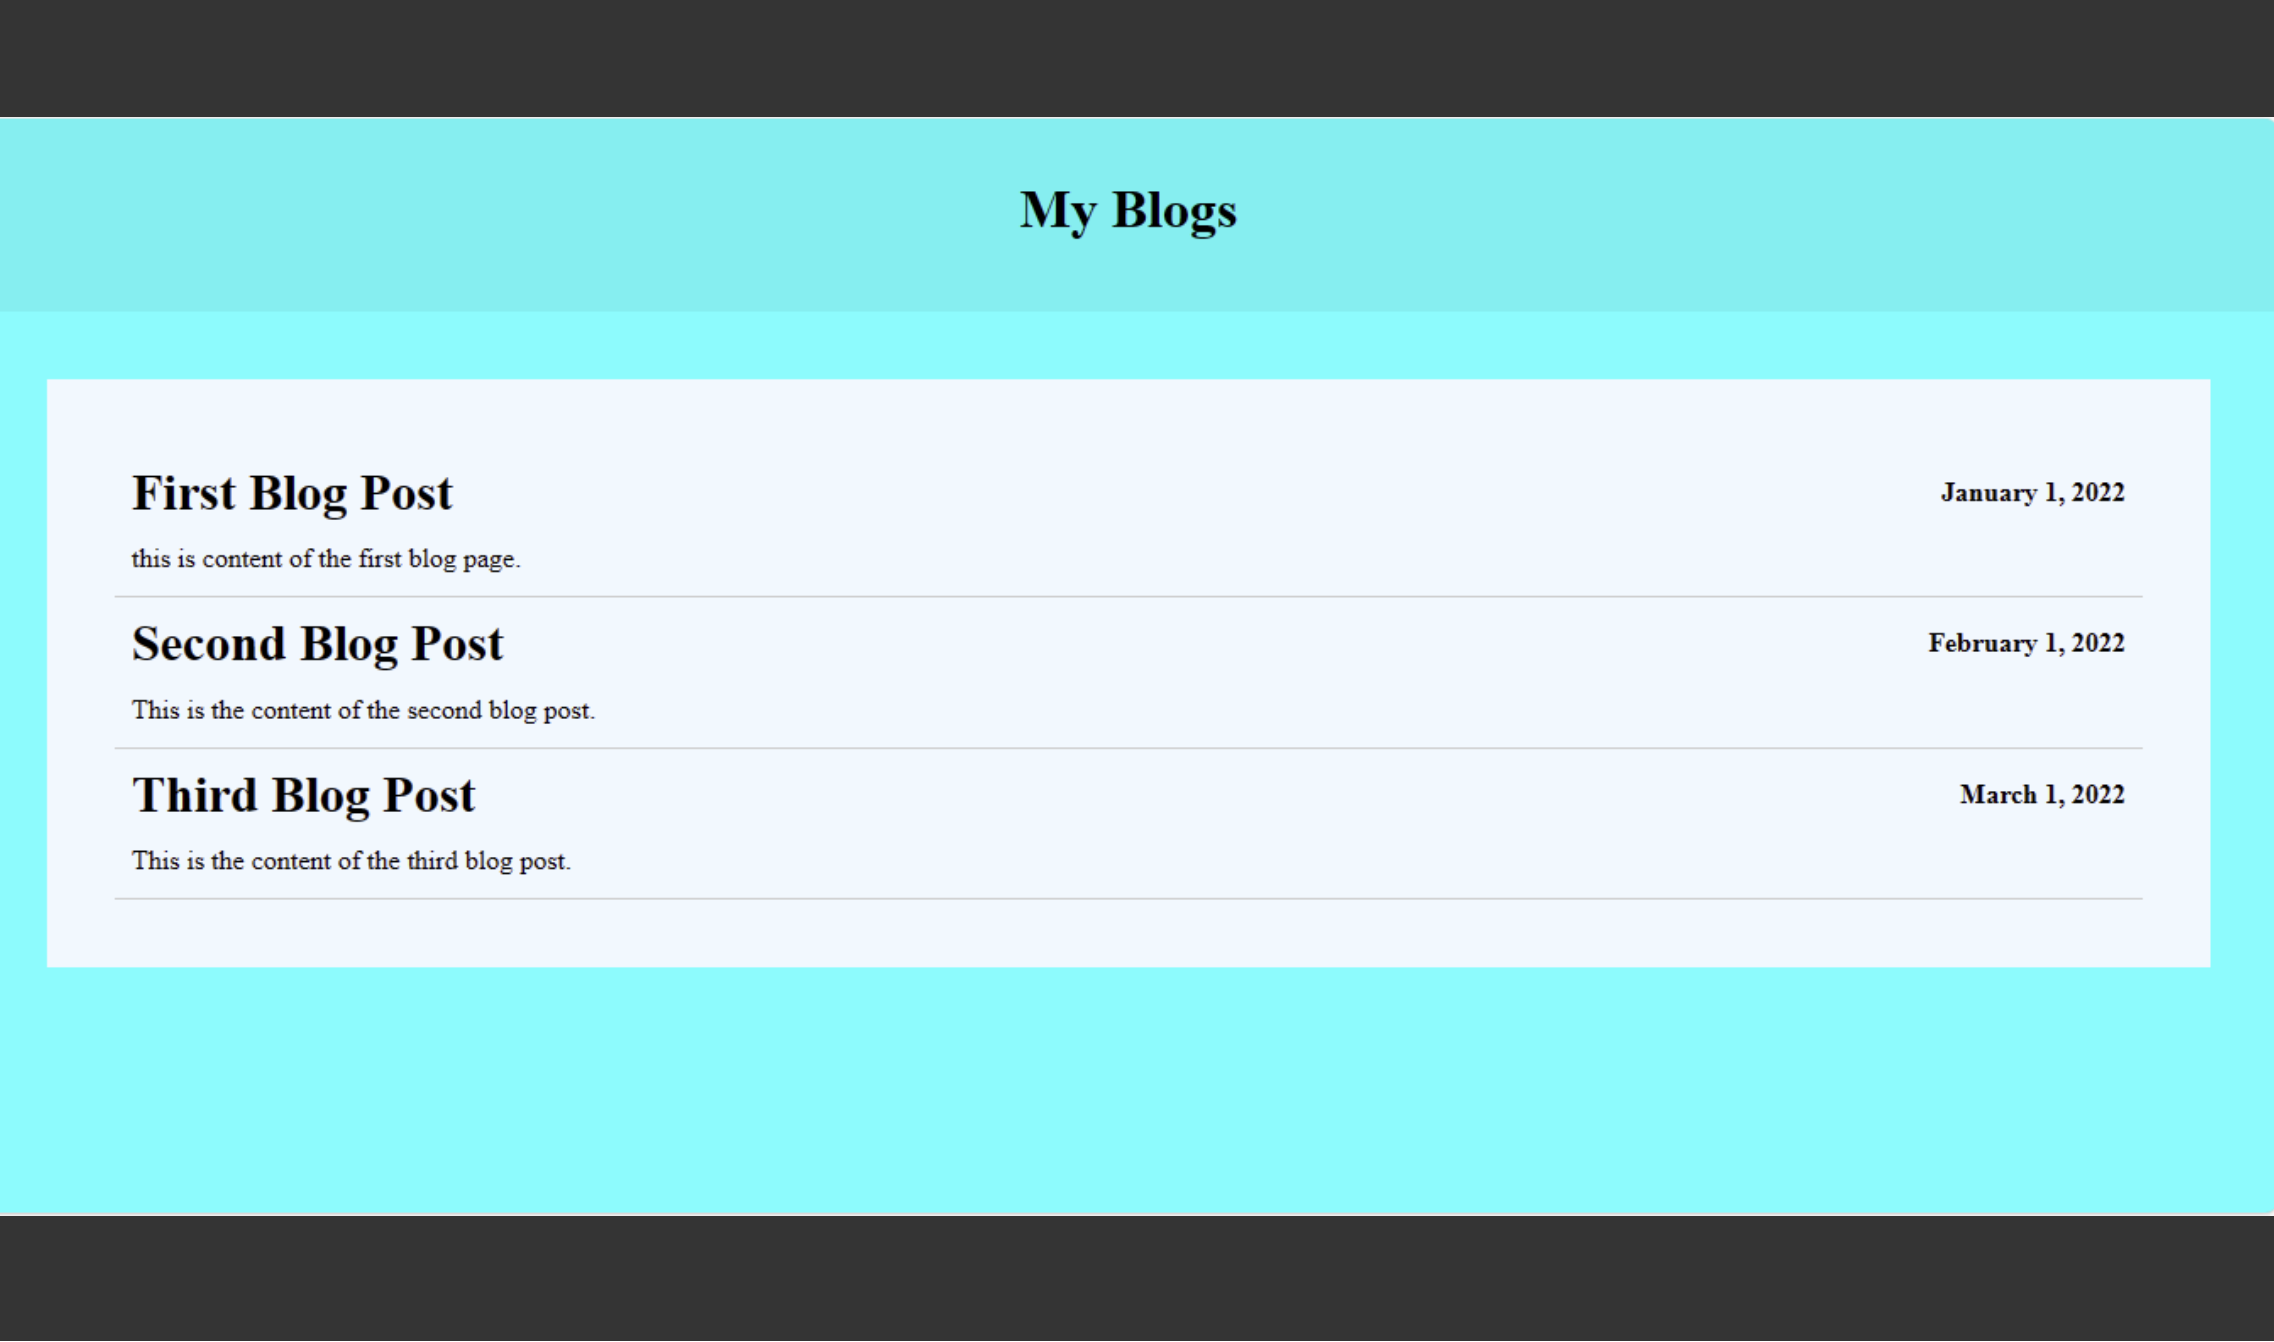 My Blogs
First Blog Post January 1, 2022
this is content of the first blog page.
Second Blog Post February 1, 2022
This is the content of the second blog post.
Third Blog Post March 1, 2022
This is the content of the third blog post.